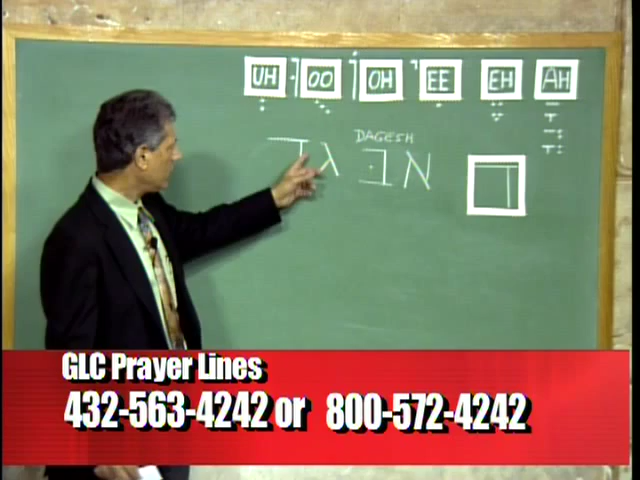 UH OO OH EE EH AH
DAGESH
ד
א בּ ג ד
GLC Prayer Lines
432-563-4242 or 800-572-4242